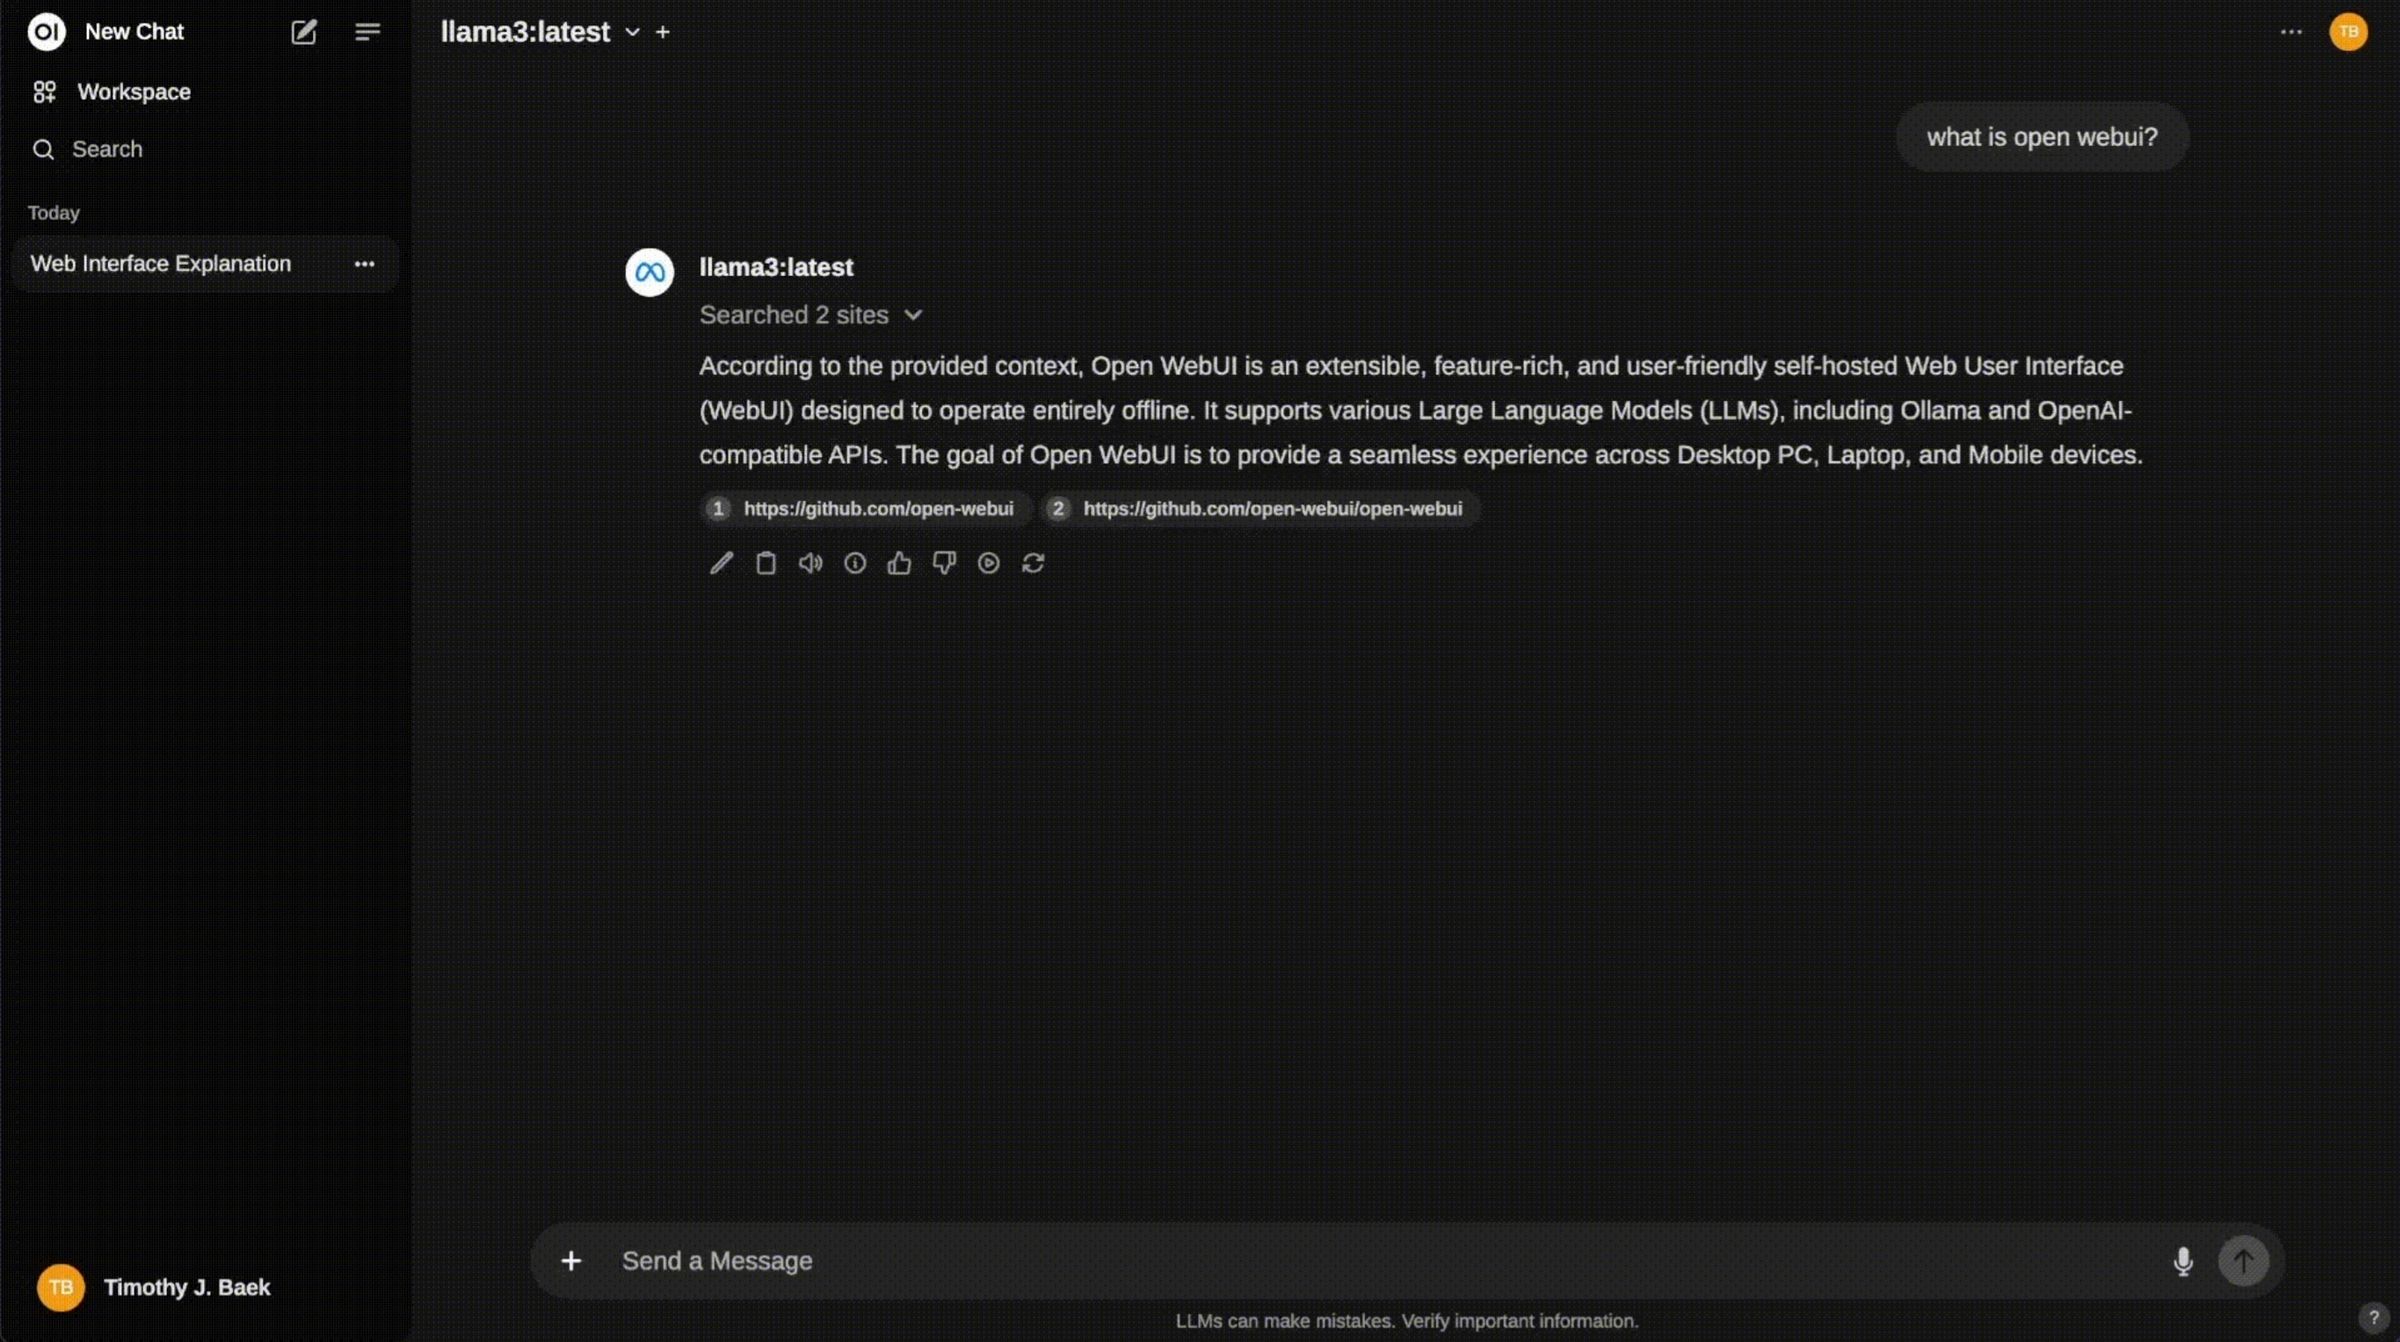 OI New Chat
Workspace
Search
Today
Web Interface Explanation
TB Timothy J. Baek
llama3:latest
TB
what is open webui?
llama3:latest
Searched 2 sites
According to the provided context, Open WebUI is an extensible, feature-rich, and user-friendly self-hosted Web User Interface
(WebUI) designed to operate entirely offline. It supports various Large Language Models (LLMs), including Ollama and OpenAI-
compatible APIs. The goal of Open WebUI is to provide a seamless experience across Desktop PC, Laptop, and Mobile devices.
1 https://github.com/open-webui 2 https://github.com/open-webui/open-webui
Send a Message
LLMs can make mistakes. Verify important information.
?